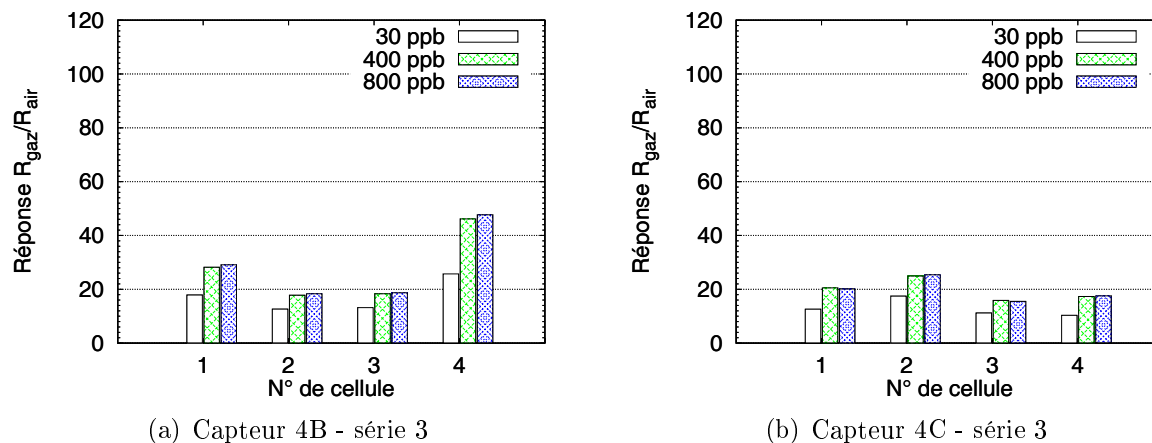 120
100
80
60
40
20
0
Réponse R_gaz/R_air
30 ppb
400 ppb
800 ppb
1 2 3 4
N° de cellule
(a) Capteur 4B - série 3
120
100
80
60
40
20
0
Réponse R_gaz/R_air
30 ppb
400 ppb
800 ppb
1 2 3 4
N° de cellule
(b) Capteur 4C - série 3